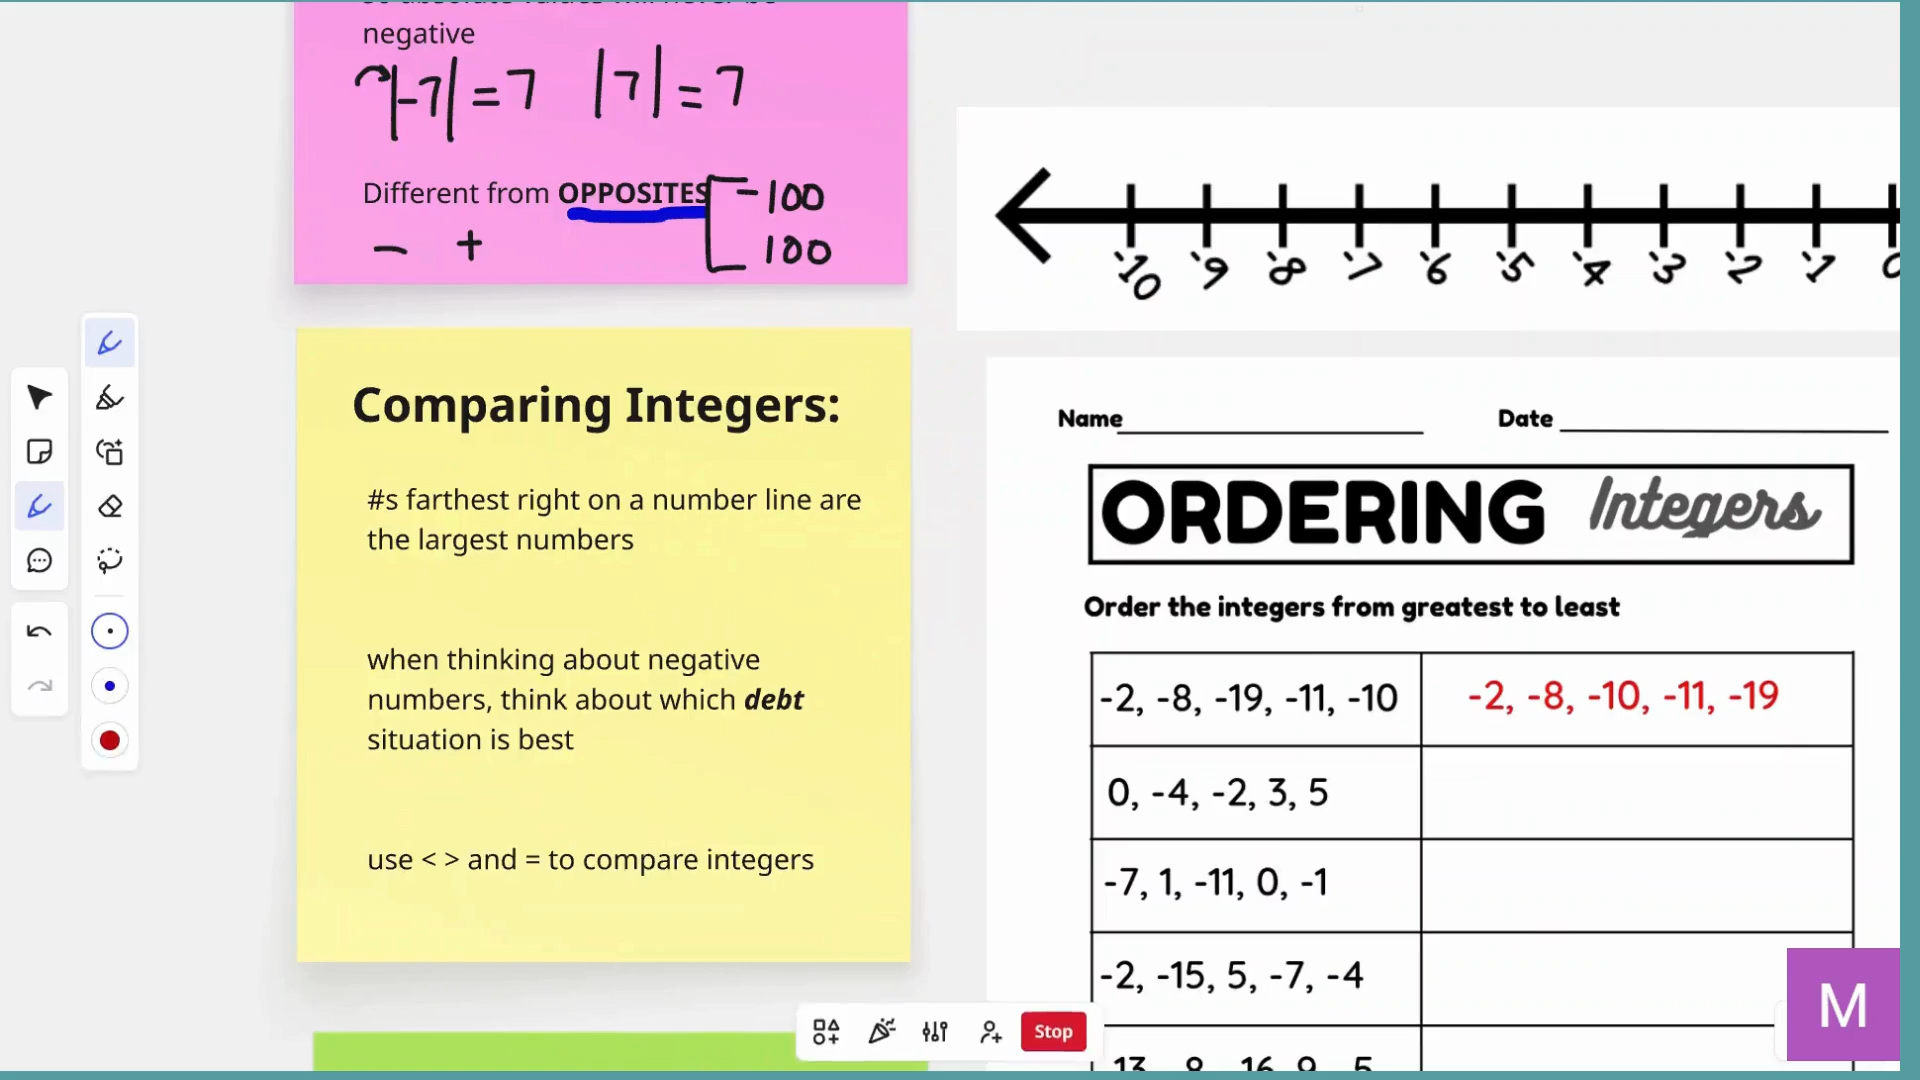 negative
|-7| = 7 |7| = 7
Different from OPPOSITES -100
- + 100
Comparing Integers:
#s farthest right on a number line are
the largest numbers
when thinking about negative
numbers, think about which debt
situation is best
use < > and = to compare integers
-10 -9 -8 -7 -6 -5 -4 -3 -2 -1 0
Name Date
ORDERING Integers
Order the integers from greatest to least
-2, -8, -19, -11, -10 -2, -8, -10, -11, -19
0, -4, -2, 3, 5
-7, 1, -11, 0, -1
-2, -15, 5, -7, -4
Stop
M